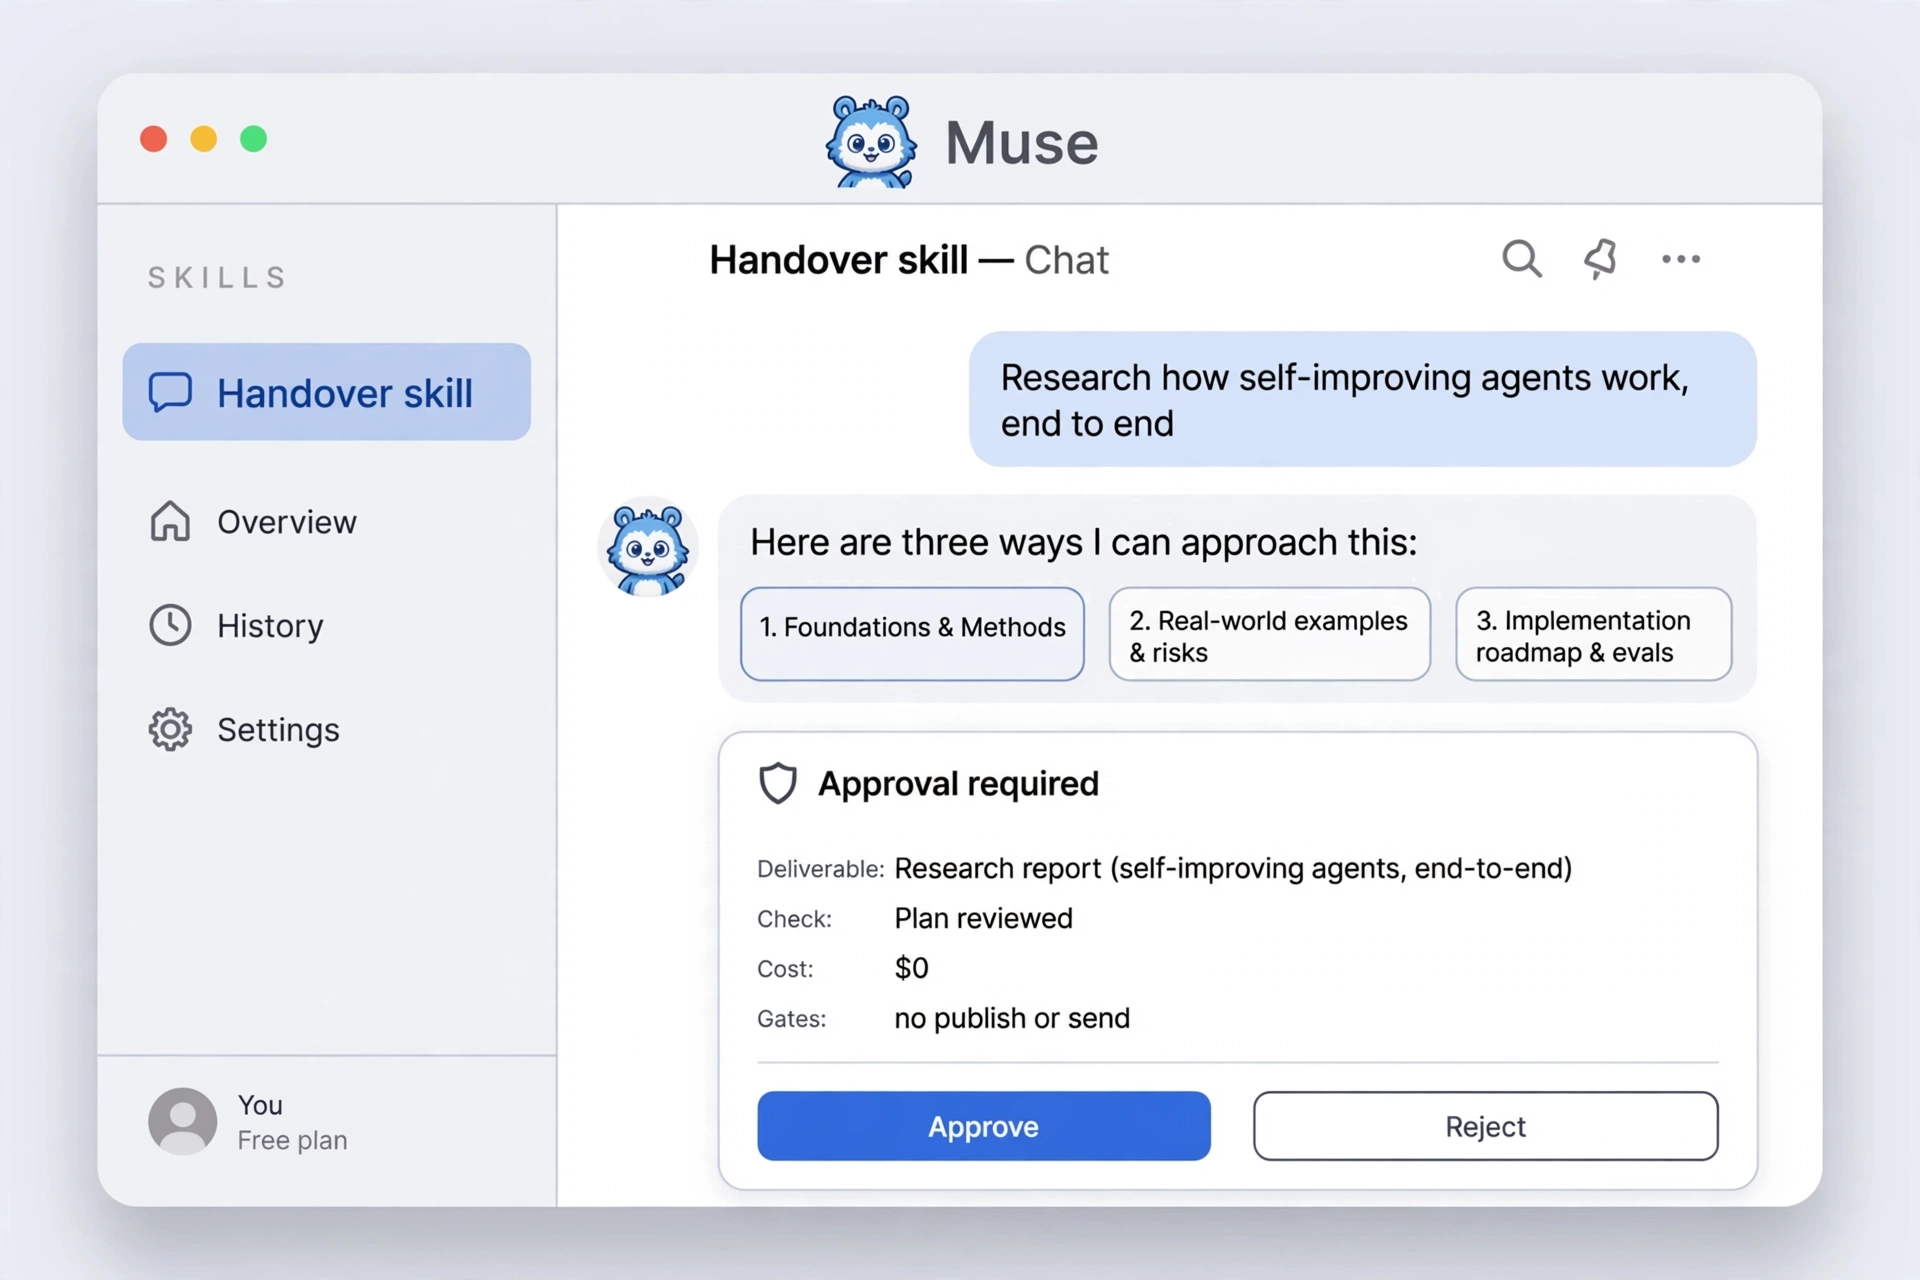 Muse
SKILLS
Handover skill
Overview
History
Settings
You
Free plan
Handover skill — Chat
Research how self-improving agents work,
end to end
Here are three ways I can approach this:
1. Foundations & Methods
2. Real-world examples
& risks
3. Implementation
roadmap & evals
Approval required
Deliverable: Research report (self-improving agents, end-to-end)
Check: Plan reviewed
Cost: $0
Gates: no publish or send
Approve
Reject